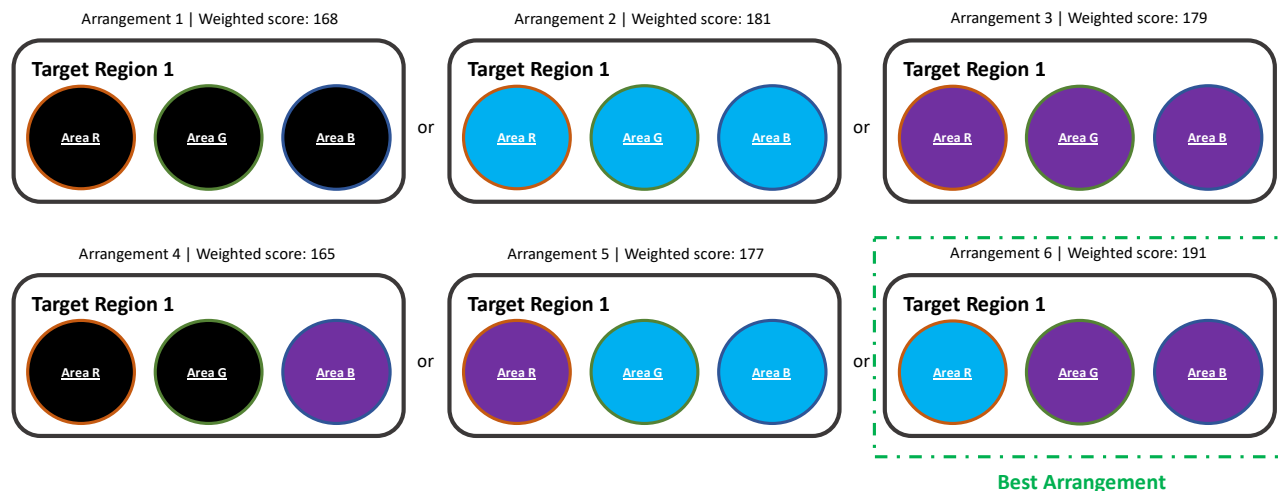 Arrangement 1 | Weighted score: 168
Arrangement 2 | Weighted score: 181
Arrangement 3 | Weighted score: 179
Target Region 1
Area R
Area G
Area B
or
Target Region 1
Area R
Area G
Area B
or
Target Region 1
Area R
Area G
Area B
Arrangement 4 | Weighted score: 165
Arrangement 5 | Weighted score: 177
Arrangement 6 | Weighted score: 191
Target Region 1
Area R
Area G
Area B
or
Target Region 1
Area R
Area G
Area B
or
Target Region 1
Area R
Area G
Area B
Best Arrangement